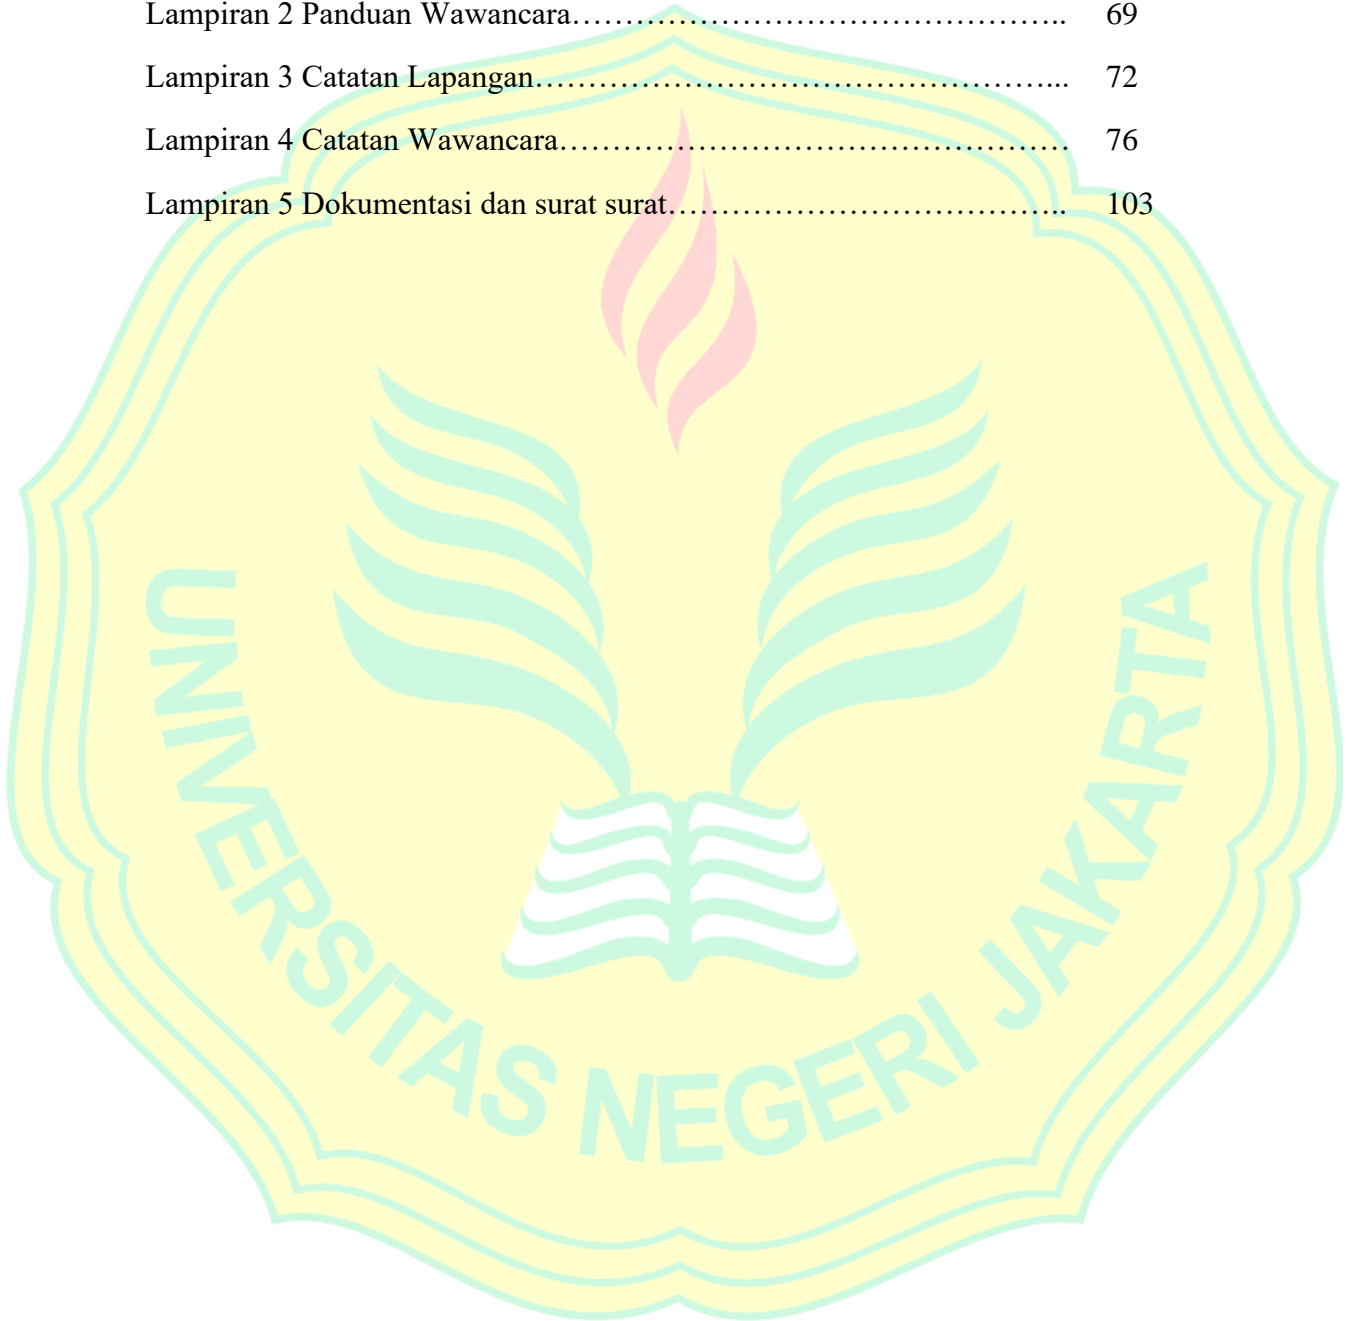 Lampiran 2 Panduan Wawancara……………………………………….. 69
Lampiran 3 Catatan Lapangan…………………………………………... 72
Lampiran 4 Catatan Wawancara………………………………………… 76
Lampiran 5 Dokumentasi dan surat surat……………………………….. 103
UNIVERSITAS NEGERI JAKARTA